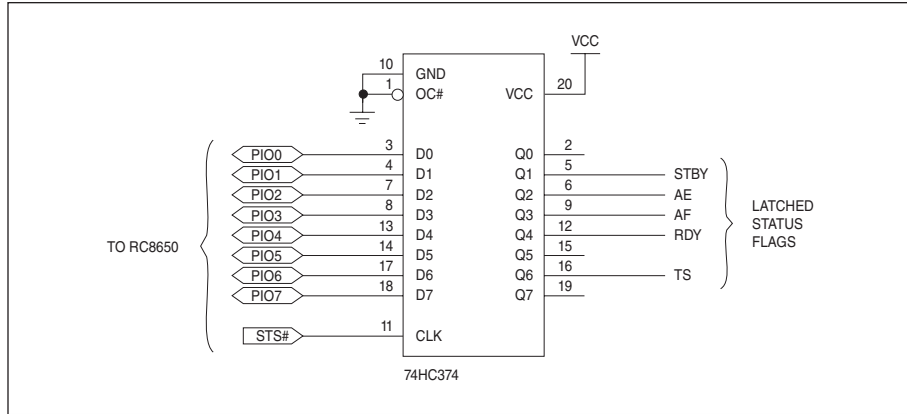 VCC
10 GND
1 OC# VCC 20
PIO0 3 D0 Q0 2
PIO1 4 D1 Q1 5 STBY
PIO2 7 D2 Q2 6 AE
PIO3 8 D3 Q3 9 AF
PIO4 13 D4 Q4 12 RDY
PIO5 14 D5 Q5 15
PIO6 17 D6 Q6 16 TS
PIO7 18 D7 Q7 19
TO RC8650
LATCHED
STATUS
FLAGS
STS# 11 CLK
74HC374